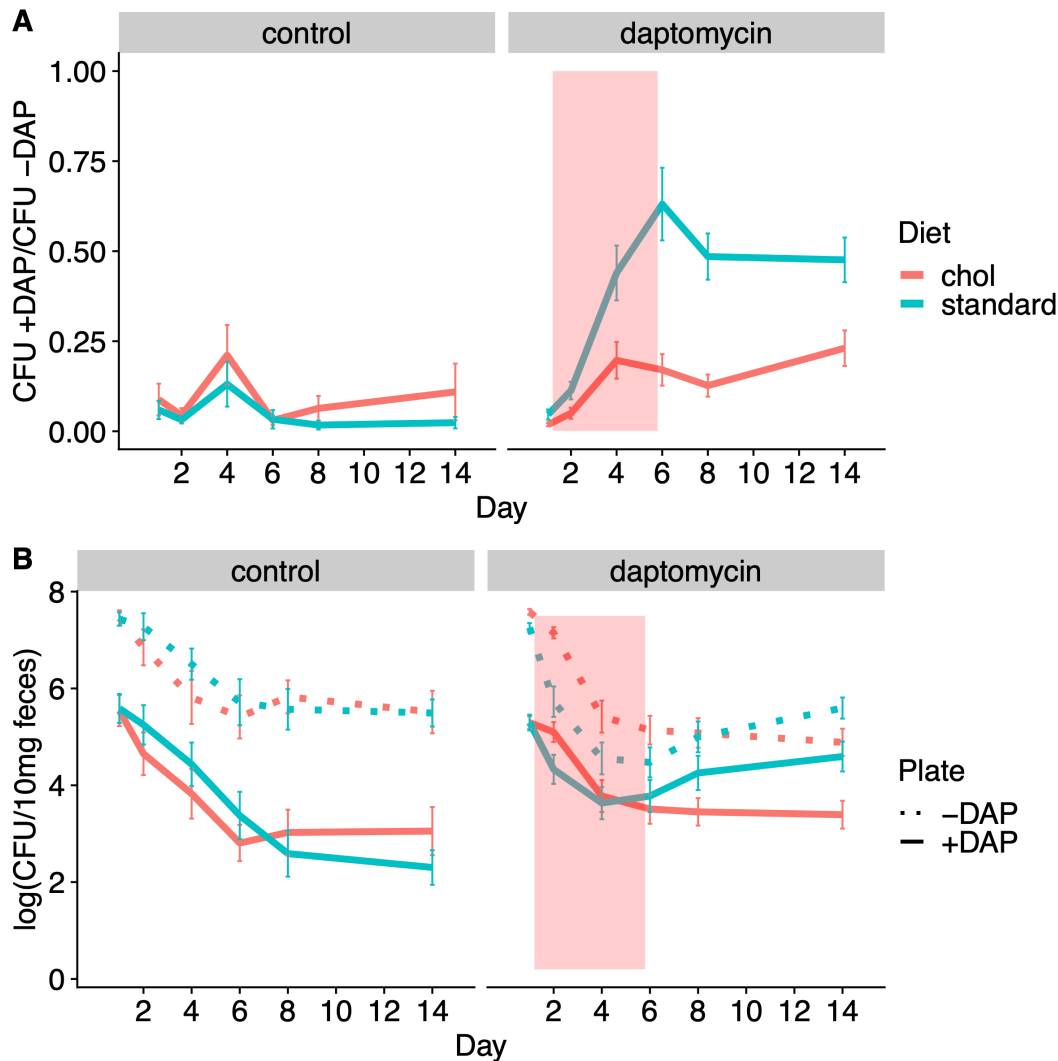 A
control
daptomycin
CFU +DAP/CFU −DAP
1.00
0.75
0.50
0.25
0.00
2 4 6 8 10 12 14
2 4 6 8 10 12 14
Day
Diet
chol
standard
B
control
daptomycin
log(CFU/10mg feces)
8
6
4
2
0
2 4 6 8 10 12 14
2 4 6 8 10 12 14
Day
Plate
−DAP
+DAP